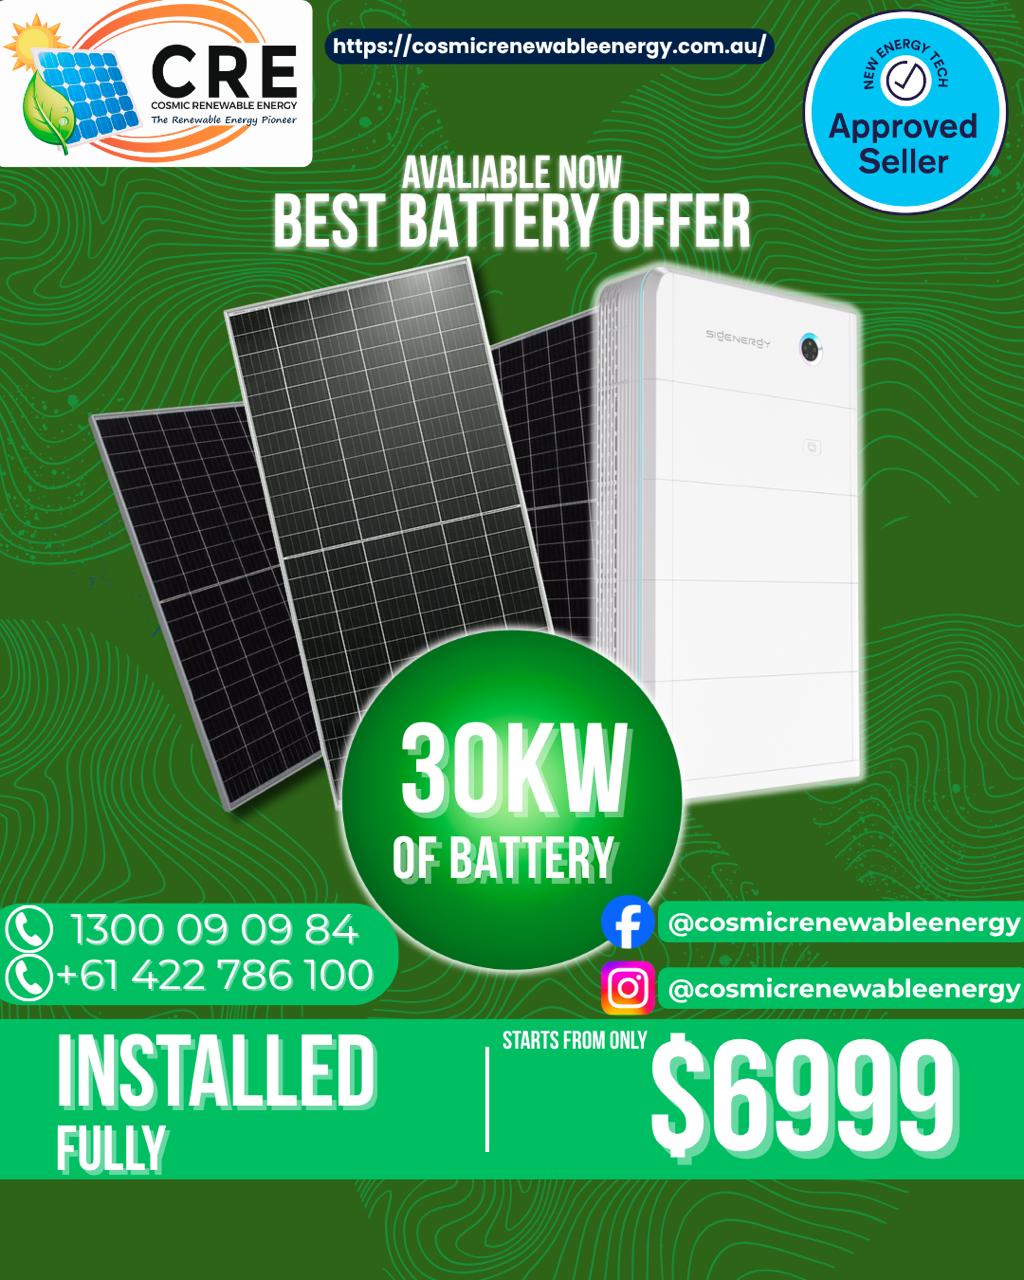 CRE
COSMIC RENEWABLE ENERGY
The Renewable Energy Pioneer
https://cosmicrenewableenergy.com.au/
NEW ENERGY TECH
Approved
Seller
AVALIABLE NOW
BEST BATTERY OFFER
SIGENERGY
30KW
OF BATTERY
1300 09 09 84
+61 422 786 100
@cosmicrenewableenergy
@cosmicrenewableenergy
INSTALLED
FULLY
STARTS FROM ONLY
$6999